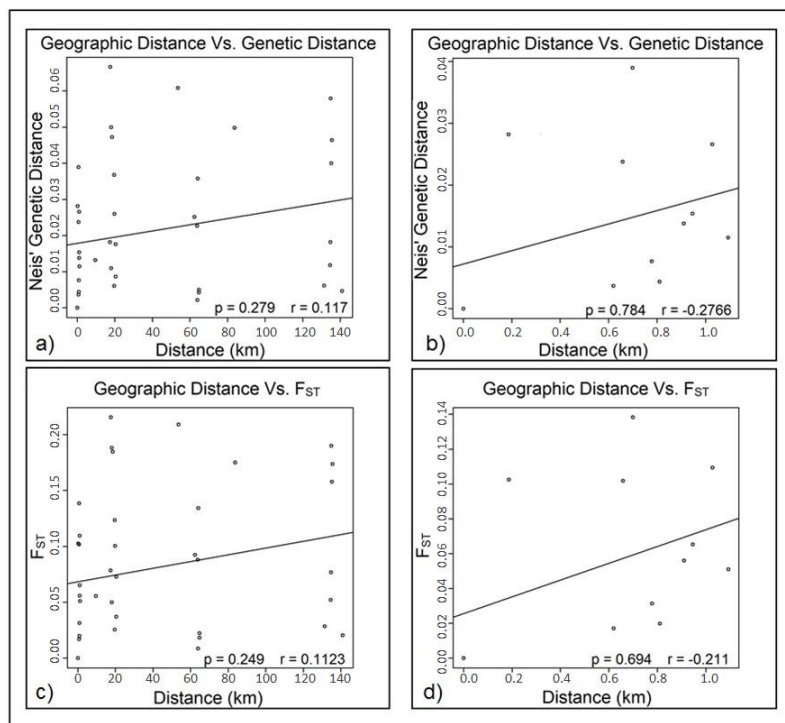 Geographic Distance Vs. Genetic Distance
Neis' Genetic Distance
0.00 0.01 0.02 0.03 0.04 0.05 0.06
p = 0.279 r = 0.117
0 20 40 60 80 100 120 140
a) Distance (km)
Geographic Distance Vs. Genetic Distance
Neis' Genetic Distance
0.00 0.01 0.02 0.03 0.04
p = 0.784 r = -0.2766
0.0 0.2 0.4 0.6 0.8 1.0
b) Distance (km)
Geographic Distance Vs. FST
FST
0.00 0.05 0.10 0.15 0.20
p = 0.249 r = 0.1123
0 20 40 60 80 100 120 140
c) Distance (km)
Geographic Distance Vs. FST
FST
0.00 0.02 0.04 0.06 0.08 0.10 0.12 0.14
p = 0.694 r = -0.211
0.0 0.2 0.4 0.6 0.8 1.0
d) Distance (km)